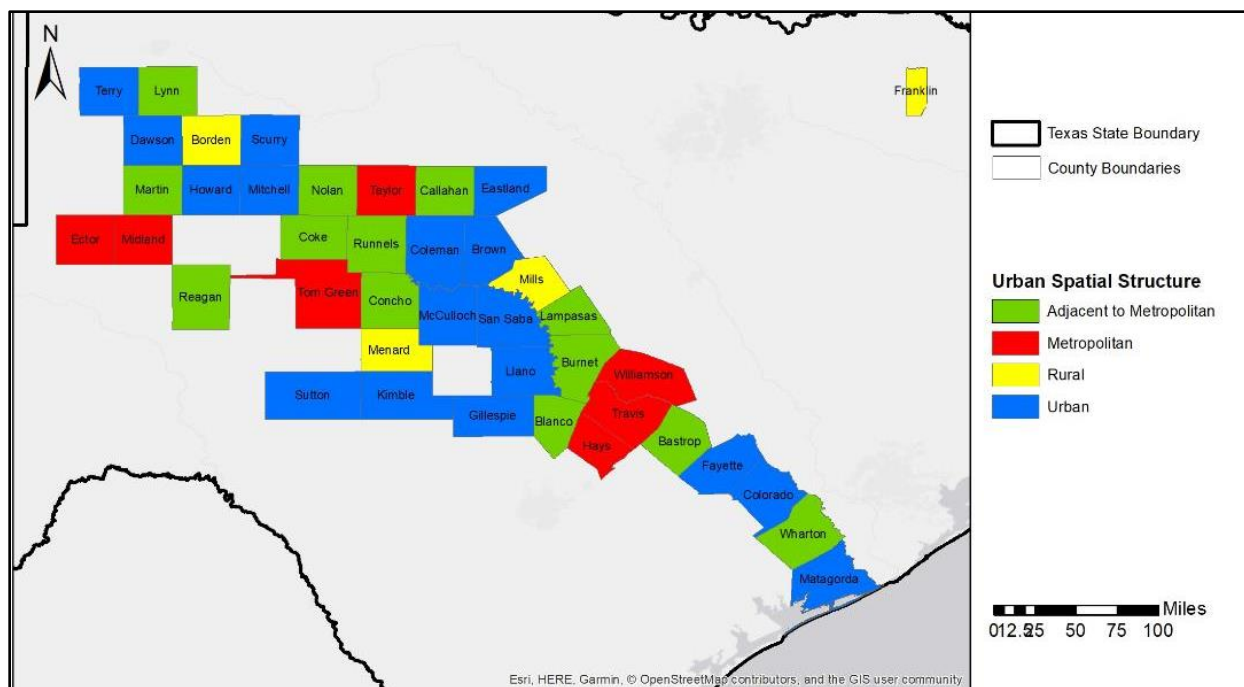 N
Terry
Lynn
Franklin
Dawson
Borden
Scurry
Martin
Howard
Mitchell
Nolan
Taylor
Callahan
Eastland
Ector
Midland
Coke
Runnels
Coleman
Brown
Reagan
Tom Green
Concho
Mills
McCulloch
San Saba
Lampasas
Menard
Llano
Burnet
Williamson
Sutton
Kimble
Gillespie
Blanco
Travis
Hays
Bastrop
Fayette
Colorado
Wharton
Matagorda
Texas State Boundary
County Boundaries
Urban Spatial Structure
Adjacent to Metropolitan
Metropolitan
Rural
Urban
Miles
012.525 50 75 100
Esri, HERE, Garmin, © OpenStreetMap contributors, and the GIS user community